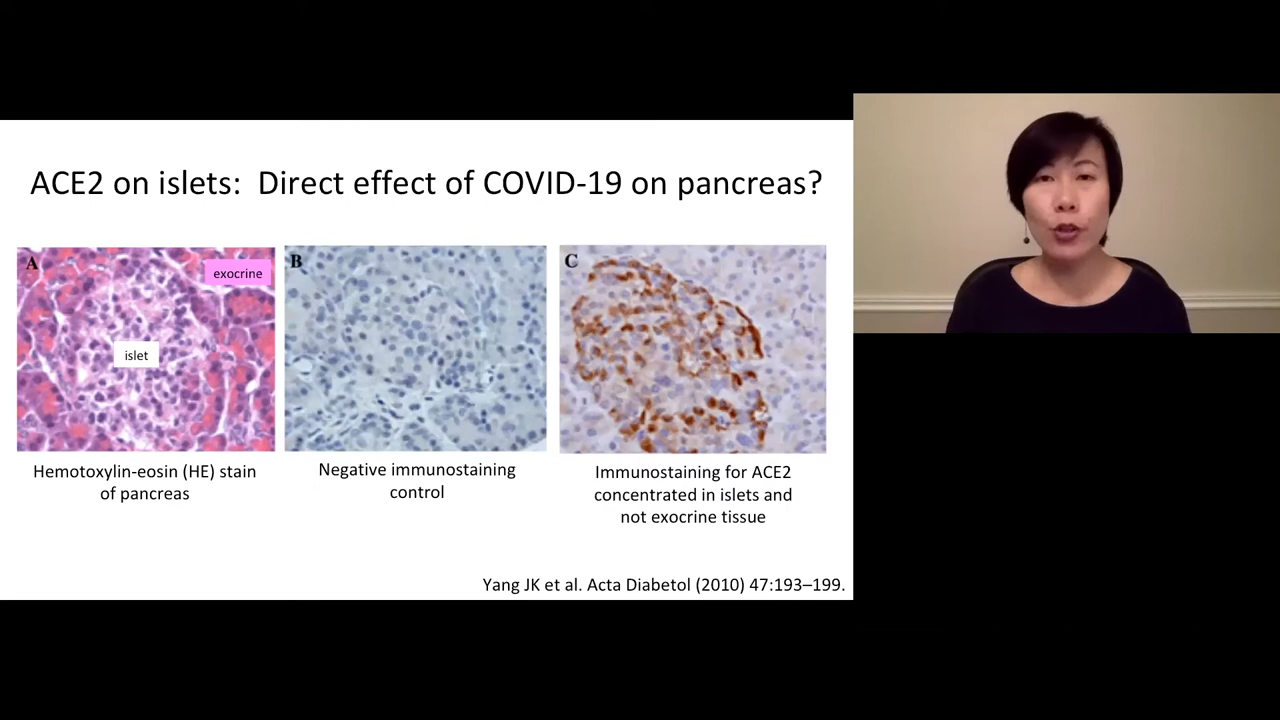 ACE2 on islets:  Direct effect of COVID-19 on pancreas?
A
exocrine
islet
B
C
Hemotoxylin-eosin (HE) stain
of pancreas
Negative immunostaining
control
Immunostaining for ACE2
concentrated in islets and
not exocrine tissue
Yang JK et al. Acta Diabetol (2010) 47:193–199.